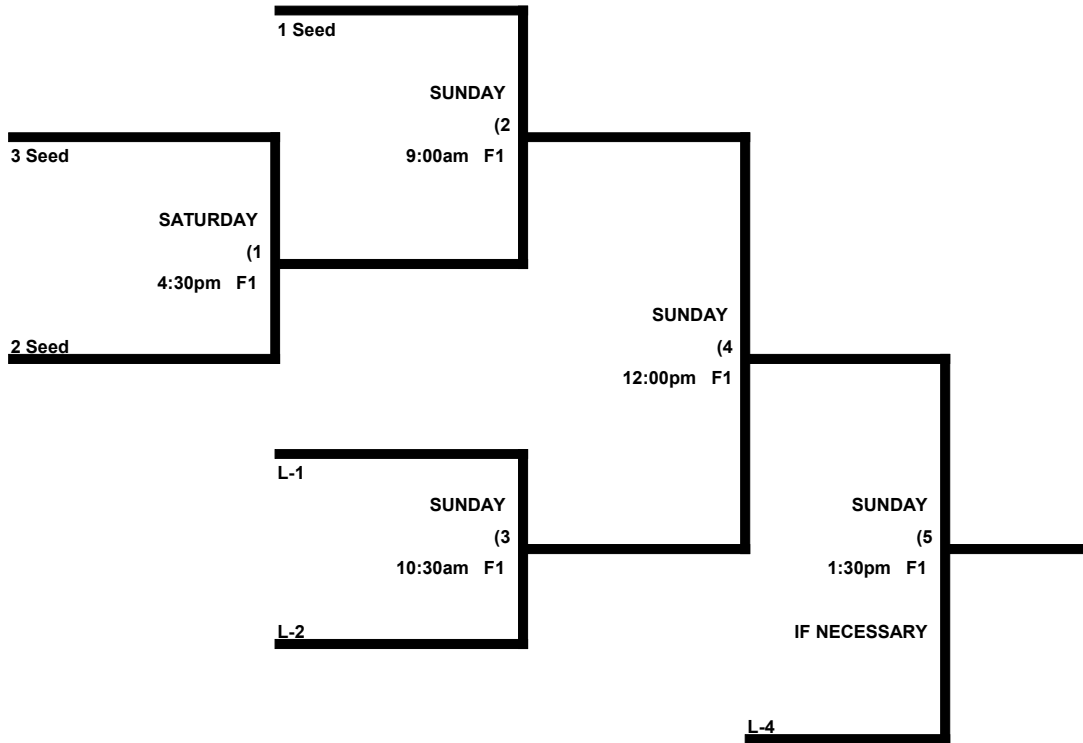 1 Seed
SUNDAY
(2
9:00am F1
3 Seed
SATURDAY
(1
4:30pm F1
2 Seed
SUNDAY
(4
12:00pm F1
L-1
SUNDAY
(3
10:30am F1
L-2
SUNDAY
(5
1:30pm F1
IF NECESSARY
L-4